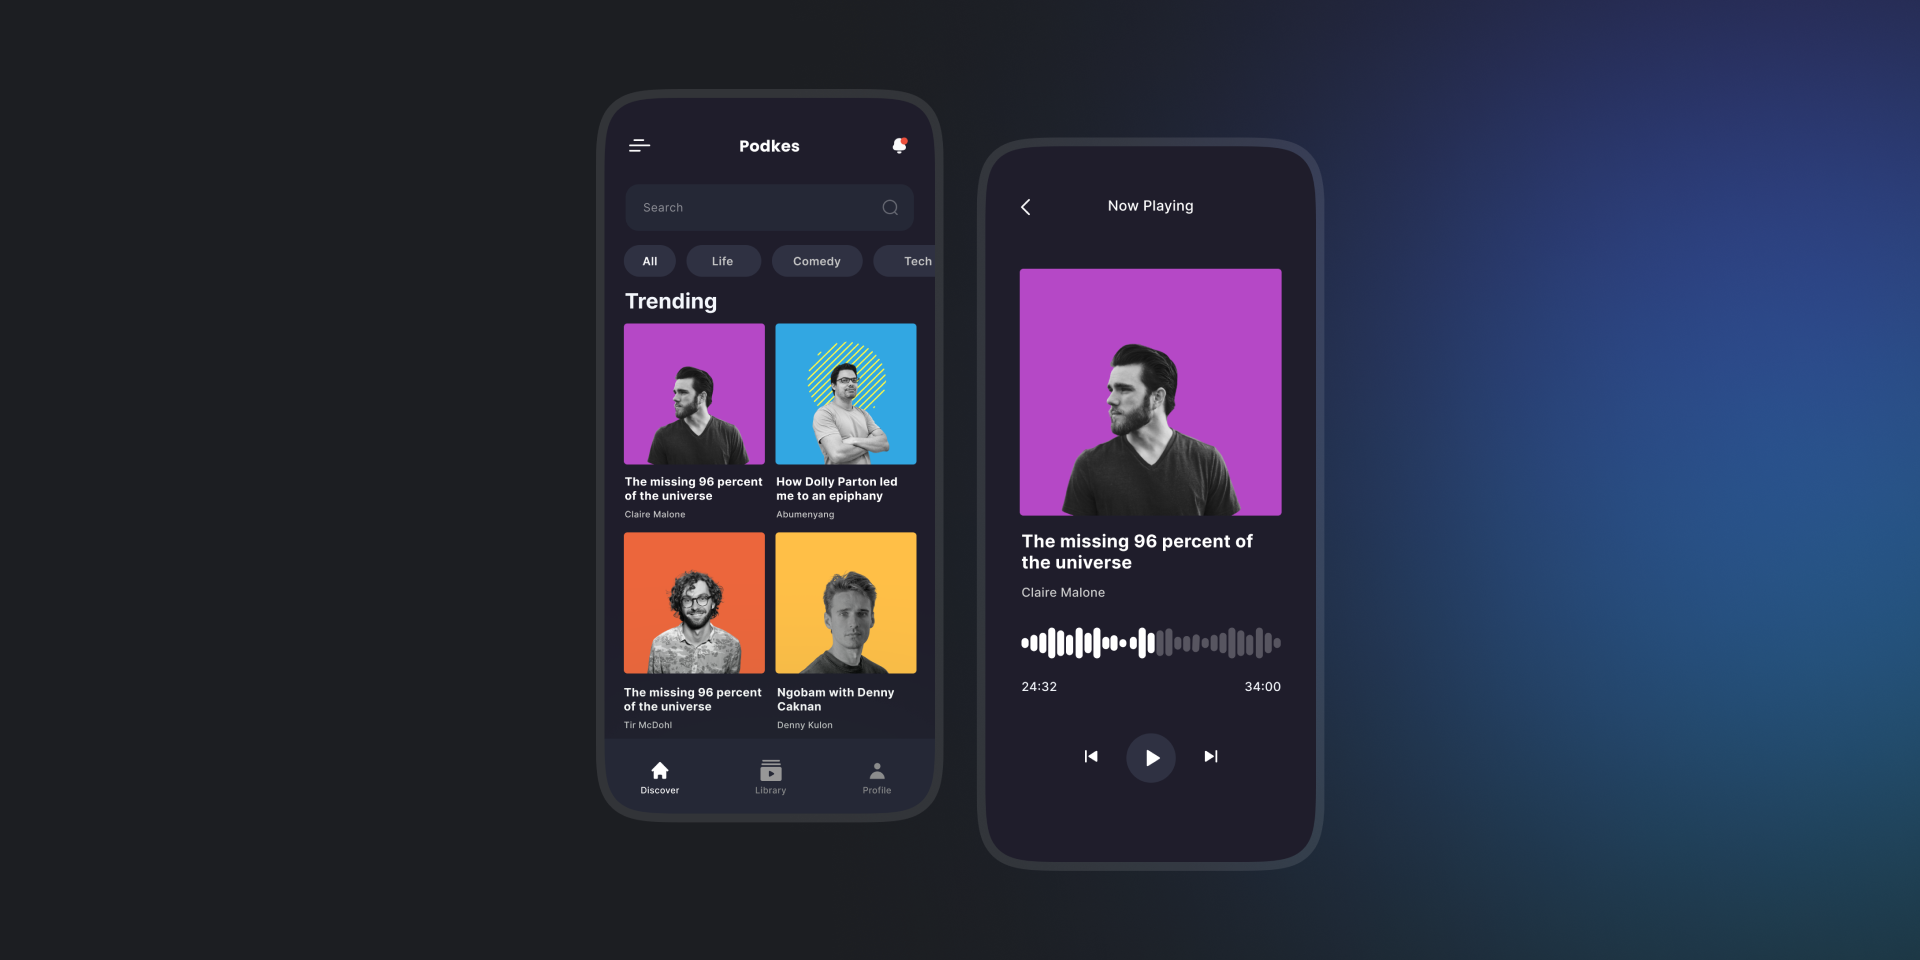 Podkes
Search
All
Life
Comedy
Tech
Trending
The missing 96 percent
of the universe
Claire Malone
How Dolly Parton led
me to an epiphany
Abumenyang
The missing 96 percent
of the universe
Tir McDohl
Ngobam with Denny
Caknan
Denny Kulon
Discover
Library
Profile
Now Playing
The missing 96 percent of
the universe
Claire Malone
24:32
34:00